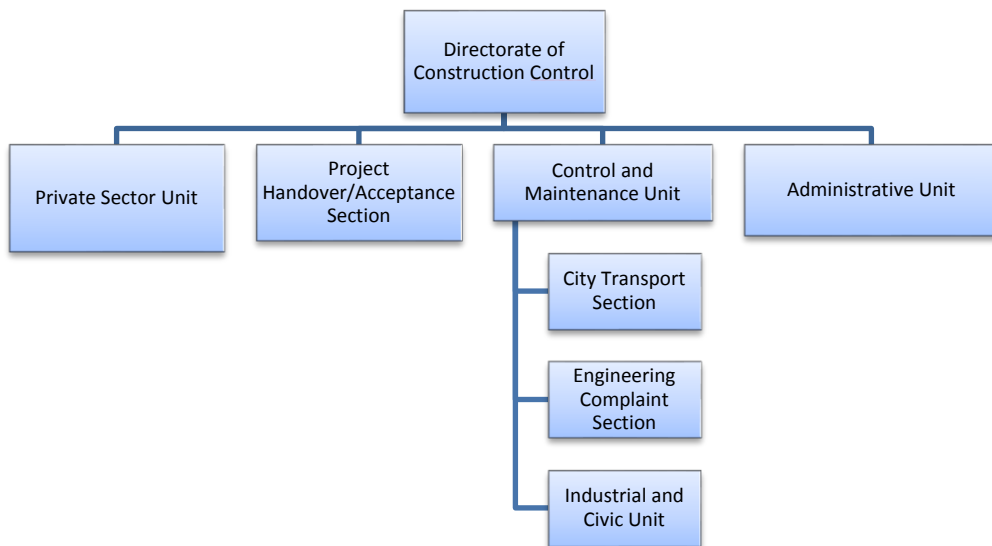 Directorate of
Construction Control
Private Sector Unit
Project
Handover/Acceptance
Section
Control and
Maintenance Unit
Administrative Unit
City Transport
Section
Engineering
Complaint
Section
Industrial and
Civic Unit